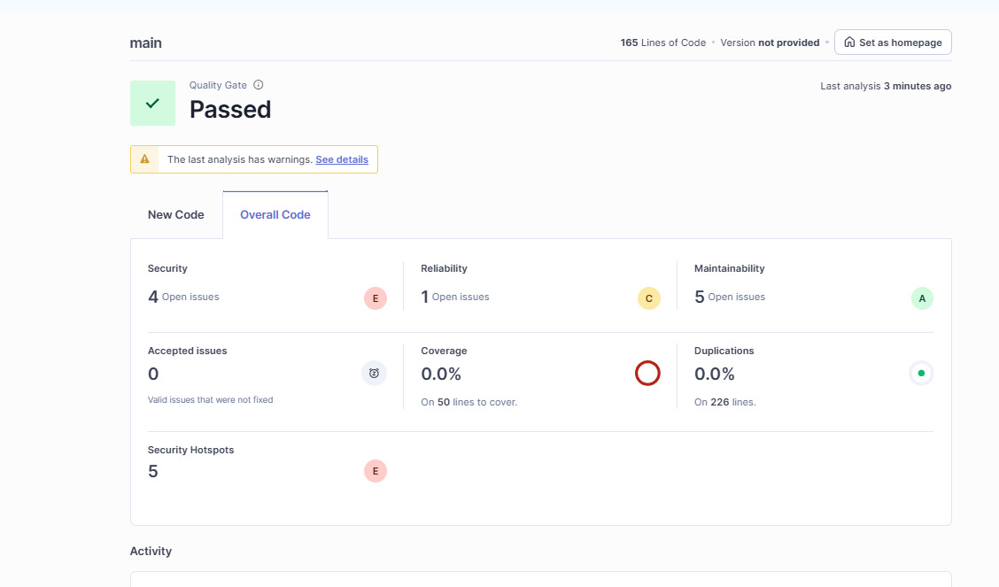 main
165 Lines of Code • Version not provided • Set as homepage
Quality Gate
Passed
Last analysis 3 minutes ago
The last analysis has warnings. See details
New Code Overall Code
Security Reliability Maintainability
4 Open issues E 1 Open issues C 5 Open issues A
Accepted issues Coverage Duplications
0 0.0% 0.0%
Valid issues that were not fixed On 50 lines to cover. On 226 lines.
Security Hotspots
5 E
Activity